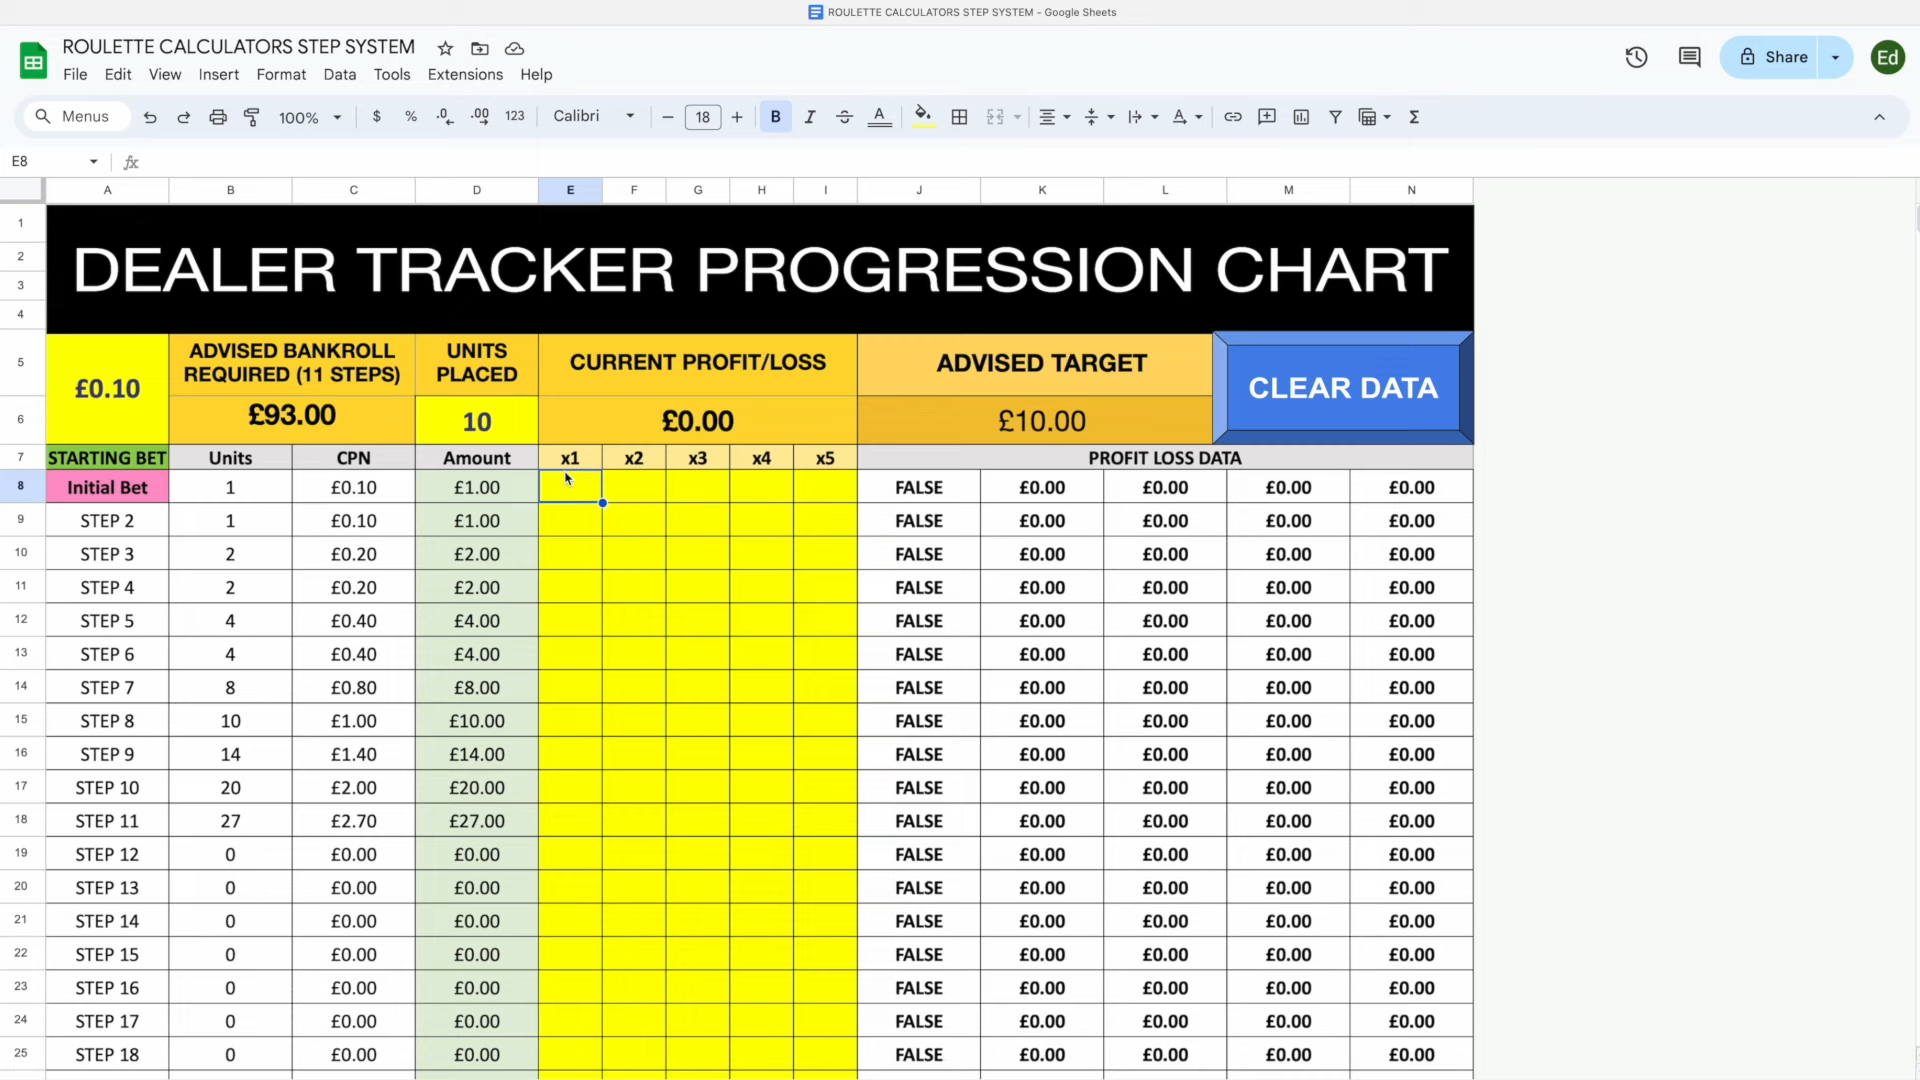 ROULETTE CALCULATORS STEP SYSTEM - Google Sheets
ROULETTE CALCULATORS STEP SYSTEM
File Edit View Insert Format Data Tools Extensions Help
Share
Ed
Menus
100%
$ % .0 .00 123
Calibri
18
B I A
E8
fx
A B C D E F G H I J K L M N
1
2
3
4
DEALER TRACKER PROGRESSION CHART
5
£0.10
ADVISED BANKROLL
REQUIRED (11 STEPS)
UNITS
PLACED
CURRENT PROFIT/LOSS
ADVISED TARGET
CLEAR DATA
6 £93.00 10 £0.00 £10.00
7 STARTING BET Units CPN Amount x1 x2 x3 x4 x5 PROFIT LOSS DATA
8 Initial Bet 1 £0.10 £1.00 FALSE £0.00 £0.00 £0.00 £0.00
9 STEP 2 1 £0.10 £1.00 FALSE £0.00 £0.00 £0.00 £0.00
10 STEP 3 2 £0.20 £2.00 FALSE £0.00 £0.00 £0.00 £0.00
11 STEP 4 2 £0.20 £2.00 FALSE £0.00 £0.00 £0.00 £0.00
12 STEP 5 4 £0.40 £4.00 FALSE £0.00 £0.00 £0.00 £0.00
13 STEP 6 4 £0.40 £4.00 FALSE £0.00 £0.00 £0.00 £0.00
14 STEP 7 8 £0.80 £8.00 FALSE £0.00 £0.00 £0.00 £0.00
15 STEP 8 10 £1.00 £10.00 FALSE £0.00 £0.00 £0.00 £0.00
16 STEP 9 14 £1.40 £14.00 FALSE £0.00 £0.00 £0.00 £0.00
17 STEP 10 20 £2.00 £20.00 FALSE £0.00 £0.00 £0.00 £0.00
18 STEP 11 27 £2.70 £27.00 FALSE £0.00 £0.00 £0.00 £0.00
19 STEP 12 0 £0.00 £0.00 FALSE £0.00 £0.00 £0.00 £0.00
20 STEP 13 0 £0.00 £0.00 FALSE £0.00 £0.00 £0.00 £0.00
21 STEP 14 0 £0.00 £0.00 FALSE £0.00 £0.00 £0.00 £0.00
22 STEP 15 0 £0.00 £0.00 FALSE £0.00 £0.00 £0.00 £0.00
23 STEP 16 0 £0.00 £0.00 FALSE £0.00 £0.00 £0.00 £0.00
24 STEP 17 0 £0.00 £0.00 FALSE £0.00 £0.00 £0.00 £0.00
25 STEP 18 0 £0.00 £0.00 FALSE £0.00 £0.00 £0.00 £0.00